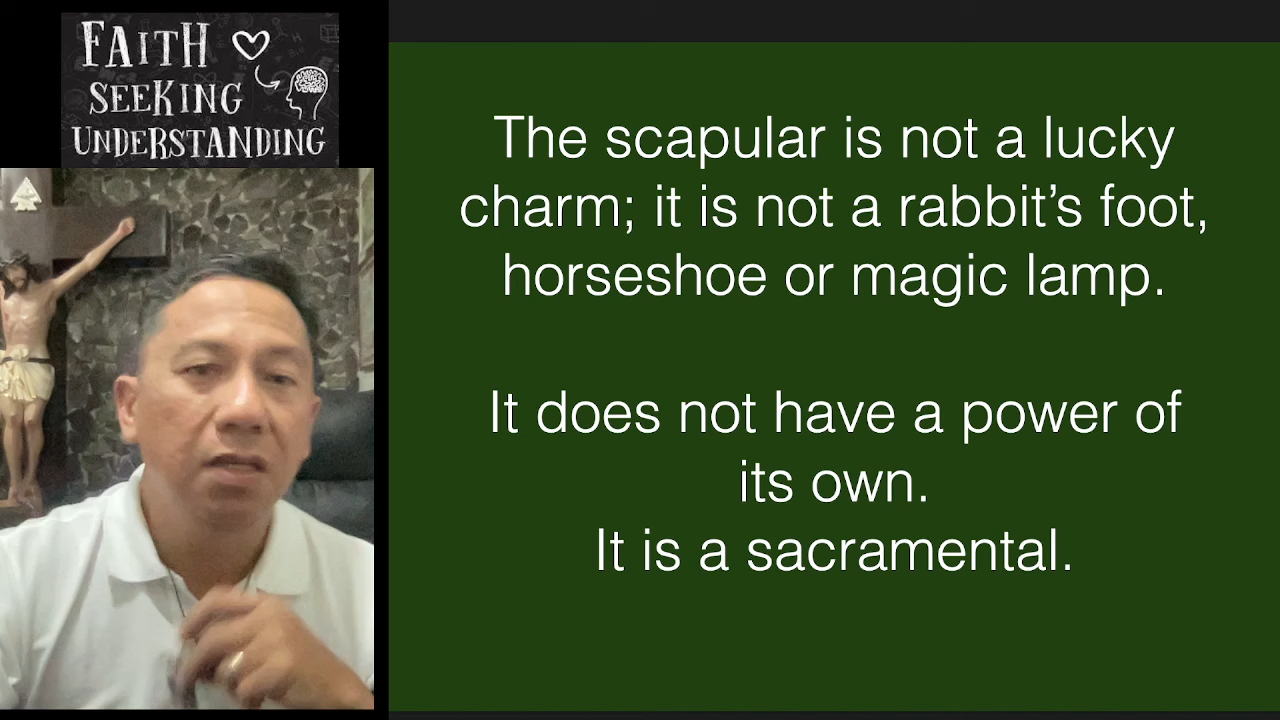 FAITH
SEEKING
UNDERSTANDING
The scapular is not a lucky
charm; it is not a rabbit’s foot,
horseshoe or magic lamp.
It does not have a power of
its own.
It is a sacramental.